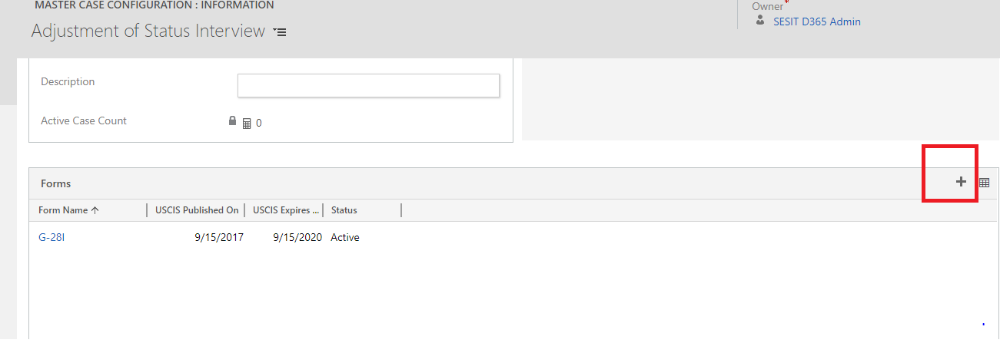 MASTER CASE CONFIGURATION : INFORMATION
Adjustment of Status Interview
Owner*
SESIT D365 Admin
Description
Active Case Count 0
Forms
Form Name USCIS Published On USCIS Expires ... Status
G-28I 9/15/2017 9/15/2020 Active